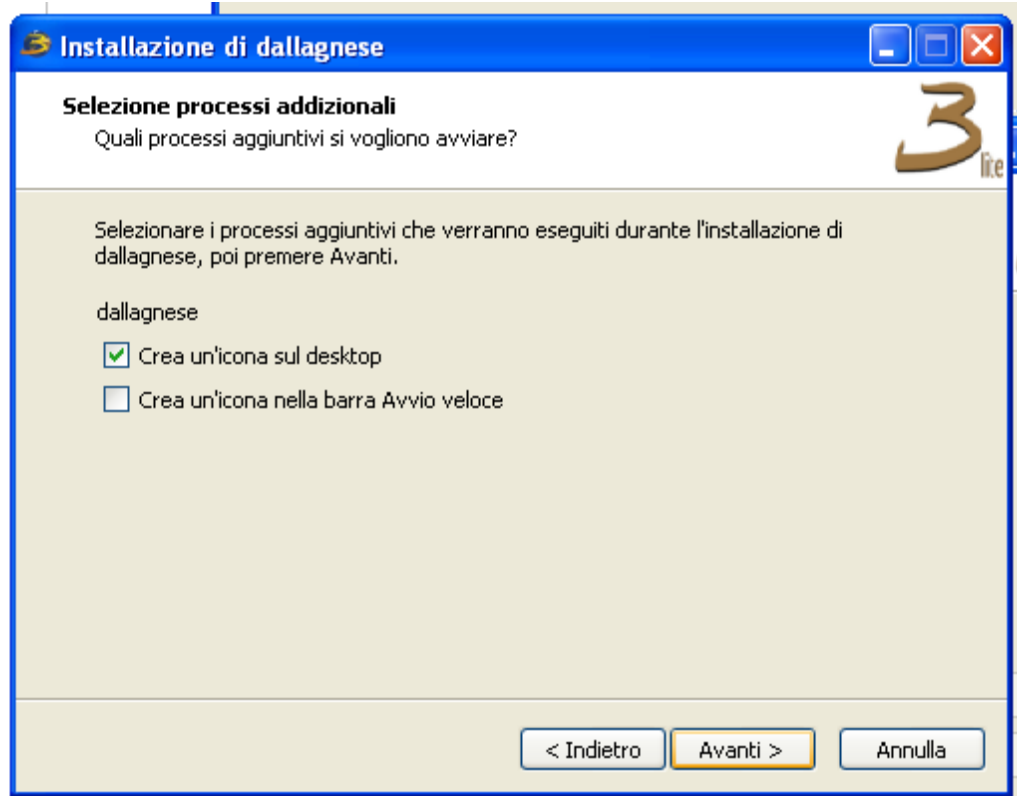 Installazione di dallagnese
Selezione processi addizionali
Quali processi aggiuntivi si vogliono avviare?
3
lite
Selezionare i processi aggiuntivi che verranno eseguiti durante l'installazione di
dallagnese, poi premere Avanti.
dallagnese
Crea un'icona sul desktop
Crea un'icona nella barra Avvio veloce
< Indietro
Avanti >
Annulla